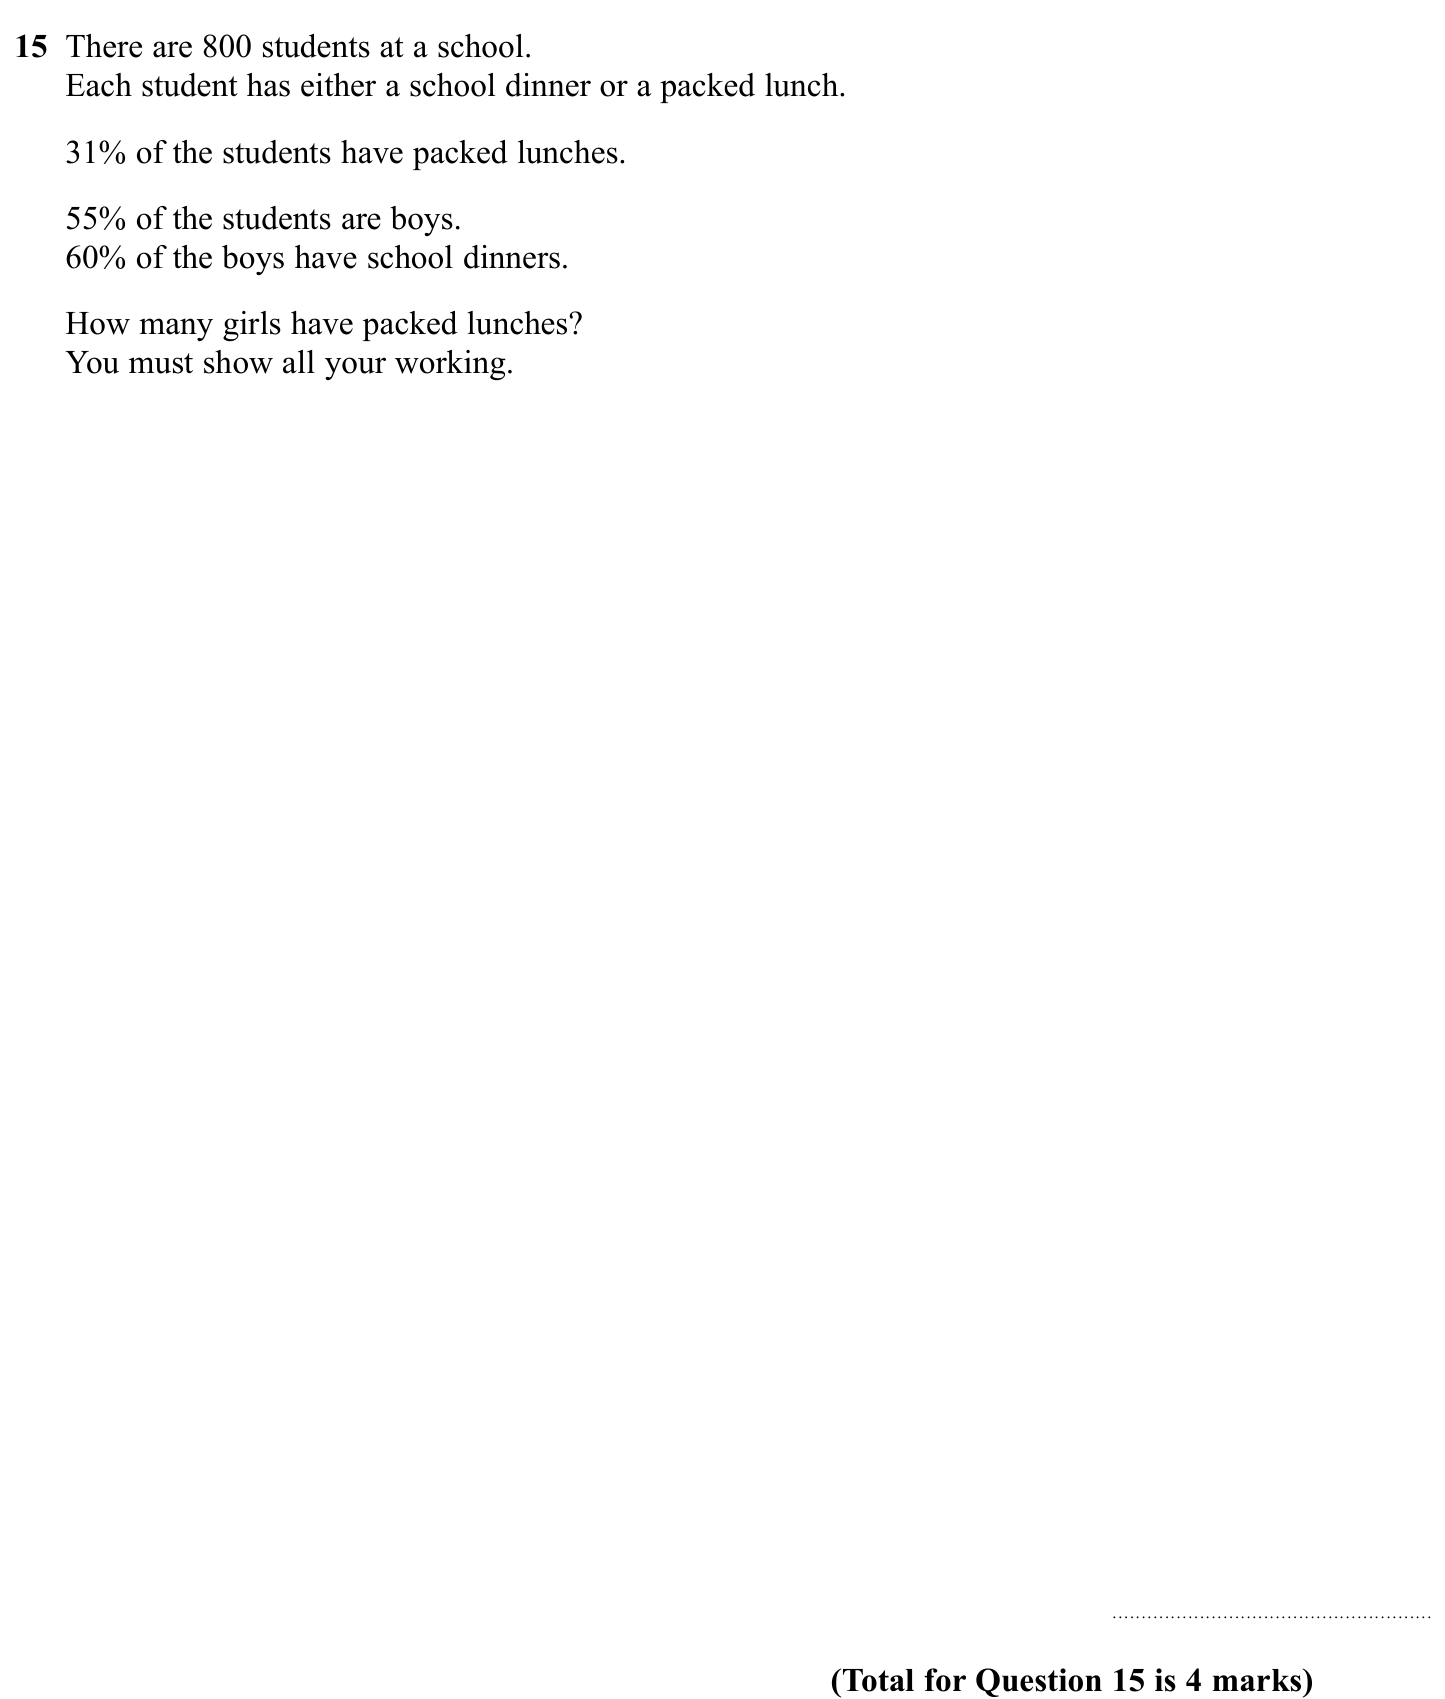 15 There are 800 students at a school.
Each student has either a school dinner or a packed lunch.
31% of the students have packed lunches.
55% of the students are boys.
60% of the boys have school dinners.
How many girls have packed lunches?
You must show all your working.
(Total for Question 15 is 4 marks)